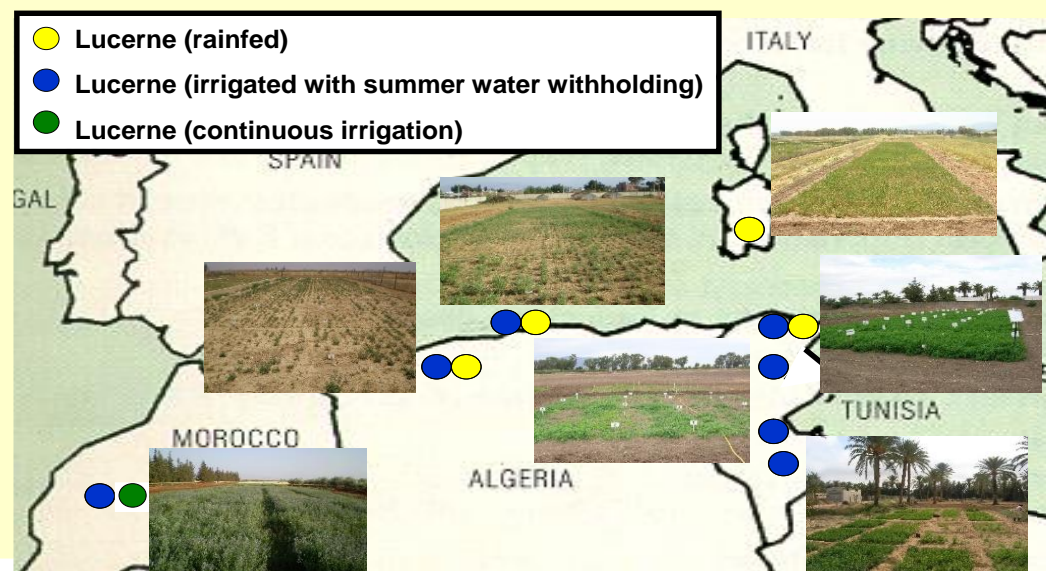 Lucerne (rainfed)
Lucerne (irrigated with summer water withholding)
Lucerne (continuous irrigation)
ITALY
SPAIN
GAL
TUNISIA
MOROCCO
ALGERIA